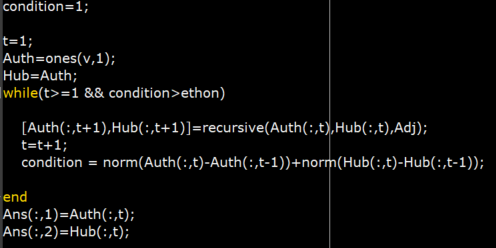 condition=1;
t=1;
Auth=ones(v,1);
Hub=Auth;
while(t>=1 && condition>ethon)
[Auth(:,t+1),Hub(:,t+1)]=recursive(Auth(:,t),Hub(:,t),Adj);
t=t+1;
condition = norm(Auth(:,t)-Auth(:,t-1))+norm(Hub(:,t)-Hub(:,t-1));
end
Ans(:,1)=Auth(:,t);
Ans(:,2)=Hub(:,t);